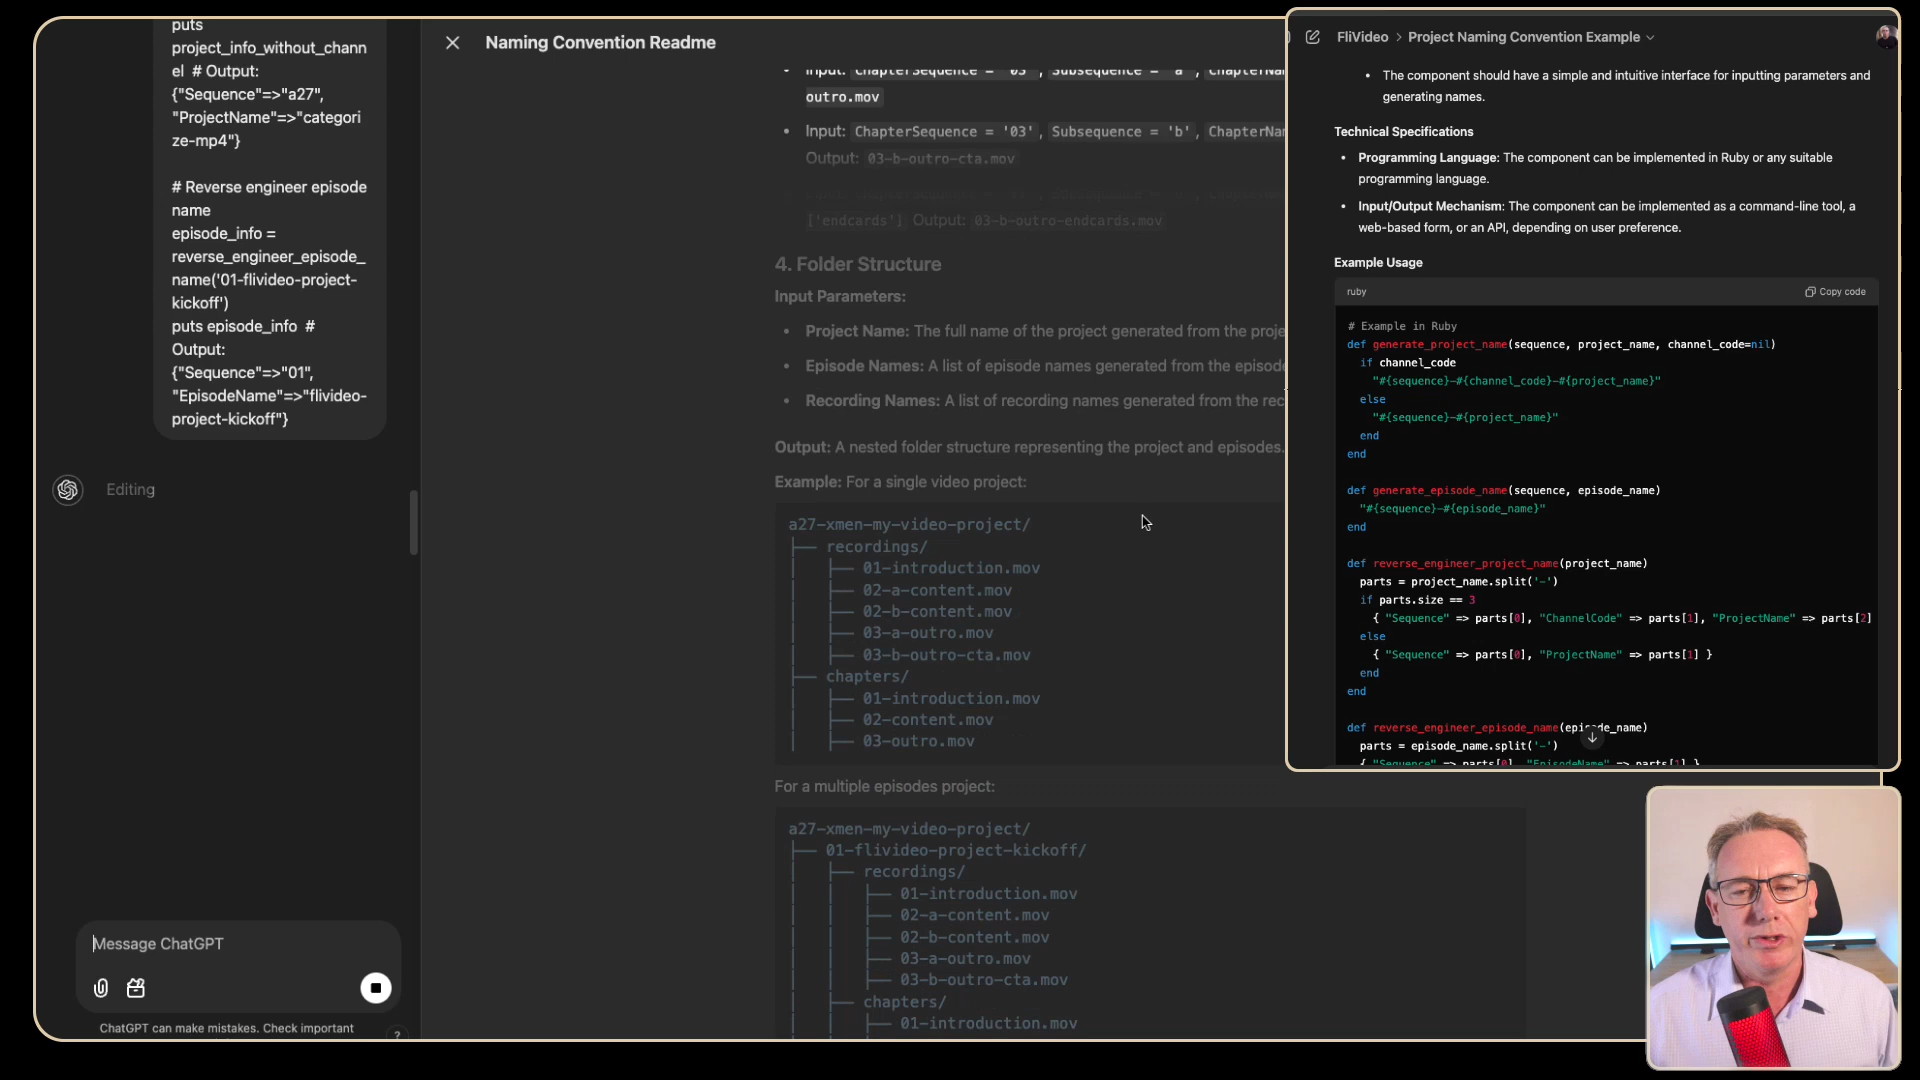 puts
project_info_without_chann
el  # Output:
{"Sequence"=>"a27",
"ProjectName"=>"categori
ze-mp4"}
# Reverse engineer episode
name
episode_info =
reverse_engineer_episode_
name('01-flivideo-project-
kickoff')
puts episode_info  #
Output:
{"Sequence"=>"01",
"EpisodeName"=>"flivideo-
project-kickoff"}
Editing
Message ChatGPT
ChatGPT can make mistakes. Check important
?
Naming Convention Readme
Input: ChapterSequence = '03', Subsequence = 'a', ChapterNa
outro.mov
Input: ChapterSequence = '03', Subsequence = 'b', ChapterNa
Output: 03-b-outro-cta.mov
['endcards'] Output: 03-b-outro-endcards.mov
4. Folder Structure
Input Parameters:
Project Name: The full name of the project generated from the proje
Episode Names: A list of episode names generated from the episod
Recording Names: A list of recording names generated from the rec
Output: A nested folder structure representing the project and episodes.
Example: For a single video project:
a27-xmen-my-video-project/
├── recordings/
│   ├── 01-introduction.mov
│   ├── 02-a-content.mov
│   ├── 02-b-content.mov
│   ├── 03-a-outro.mov
│   ├── 03-b-outro-cta.mov
├── chapters/
│   ├── 01-introduction.mov
│   ├── 02-content.mov
│   ├── 03-outro.mov
For a multiple episodes project:
a27-xmen-my-video-project/
├── 01-flivideo-project-kickoff/
│   ├── recordings/
│   │   ├── 01-introduction.mov
│   │   ├── 02-a-content.mov
│   │   ├── 02-b-content.mov
│   │   ├── 03-a-outro.mov
│   │   ├── 03-b-outro-cta.mov
│   ├── chapters/
│   │   ├── 01-introduction.mov
FliVideo > Project Naming Convention Example
The component should have a simple and intuitive interface for inputting parameters and
generating names.
Technical Specifications
Programming Language: The component can be implemented in Ruby or any suitable
programming language.
Input/Output Mechanism: The component can be implemented as a command-line tool, a
web-based form, or an API, depending on user preference.
Example Usage
ruby
Copy code
# Example in Ruby
def generate_project_name(sequence, project_name, channel_code=nil)
if channel_code
"#{sequence}-#{channel_code}-#{project_name}"
else
"#{sequence}-#{project_name}"
end
end
def generate_episode_name(sequence, episode_name)
"#{sequence}-#{episode_name}"
end
def reverse_engineer_project_name(project_name)
parts = project_name.split('-')
if parts.size == 3
{ "Sequence" => parts[0], "ChannelCode" => parts[1], "ProjectName" => parts[2]
else
{ "Sequence" => parts[0], "ProjectName" => parts[1] }
end
end
def reverse_engineer_episode_name(episode_name)
parts = episode_name.split('-')
{ "Sequence" => parts[0], "EpisodeName" => parts[1] }